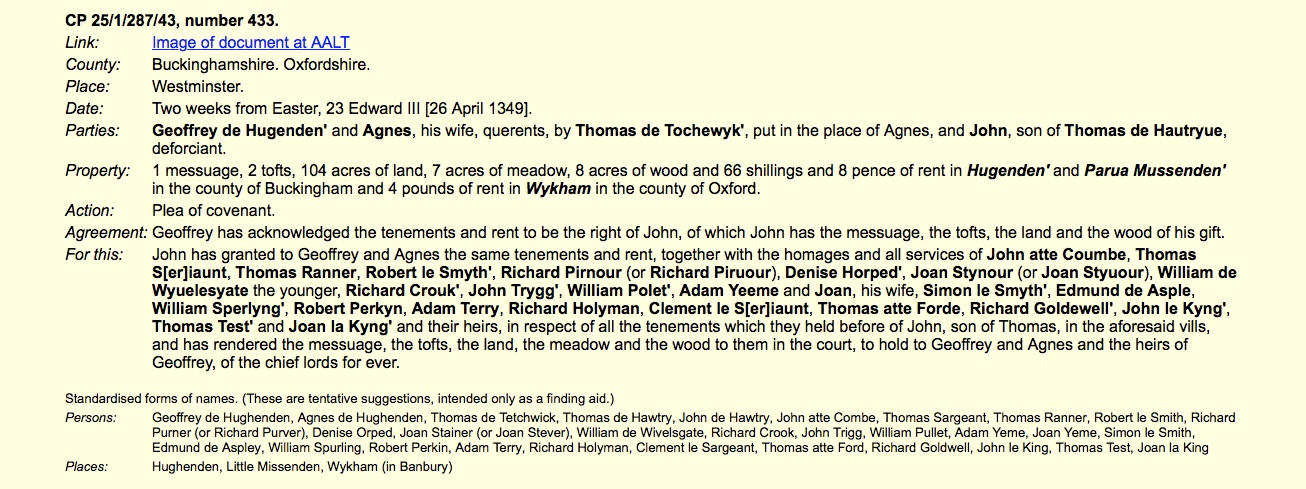 CP 25/1/287/43, number 433.
Link: Image of document at AALT
County: Buckinghamshire. Oxfordshire.
Place: Westminster.
Date: Two weeks from Easter, 23 Edward III [26 April 1349].
Parties: Geoffrey de Hugenden' and Agnes, his wife, querents, by Thomas de Tochewyk', put in the place of Agnes, and John, son of Thomas de Hautryue,
deforciant.
Property: 1 messuage, 2 tofts, 104 acres of land, 7 acres of meadow, 8 acres of wood and 66 shillings and 8 pence of rent in Hugenden' and Parua Mussenden'
in the county of Buckingham and 4 pounds of rent in Wykham in the county of Oxford.
Action: Plea of covenant.
Agreement: Geoffrey has acknowledged the tenements and rent to be the right of John, of which John has the messuage, the tofts, the land and the wood of his gift.
For this: John has granted to Geoffrey and Agnes the same tenements and rent, together with the homages and all services of John atte Coumbe, Thomas
S[er]iaunt, Thomas Ranner, Robert le Smyth', Richard Pirnour (or Richard Piruour), Denise Horped', Joan Stynour (or Joan Styuour), William de
Wyuelesyate the younger, Richard Crouk', John Trygg', William Polet', Adam Yeeme and Joan, his wife, Simon le Smyth', Edmund de Asple,
William Sperlyng', Robert Perkyn, Adam Terry, Richard Holyman, Clement le S[er]iaunt, Thomas atte Forde, Richard Goldewell', John le Kyng',
Thomas Test' and Joan la Kyng' and their heirs, in respect of all the tenements which they held before of John, son of Thomas, in the aforesaid vills,
and has rendered the messuage, the tofts, the land, the meadow and the wood to them in the court, to hold to Geoffrey and Agnes and the heirs of
Geoffrey, of the chief lords for ever.
Standardised forms of names. (These are tentative suggestions, intended only as a finding aid.)
Persons: Geoffrey de Hughenden, Agnes de Hughenden, Thomas de Tetchwick, Thomas de Hawtry, John de Hawtry, John atte Combe, Thomas Sargeant, Thomas Ranner, Robert le Smith, Richard
Purner (or Richard Purver), Denise Orped, Joan Stainer (or Joan Stever), William de Wivelsgate, Richard Crook, John Trigg, William Pullet, Adam Yeme, Joan Yeme, Simon le Smith,
Edmund de Aspley, William Spurling, Robert Perkin, Adam Terry, Richard Holyman, Clement le Sargeant, Thomas atte Ford, Richard Goldwell, John le King, Thomas Test, Joan la King
Places: Hughenden, Little Missenden, Wykham (in Banbury)